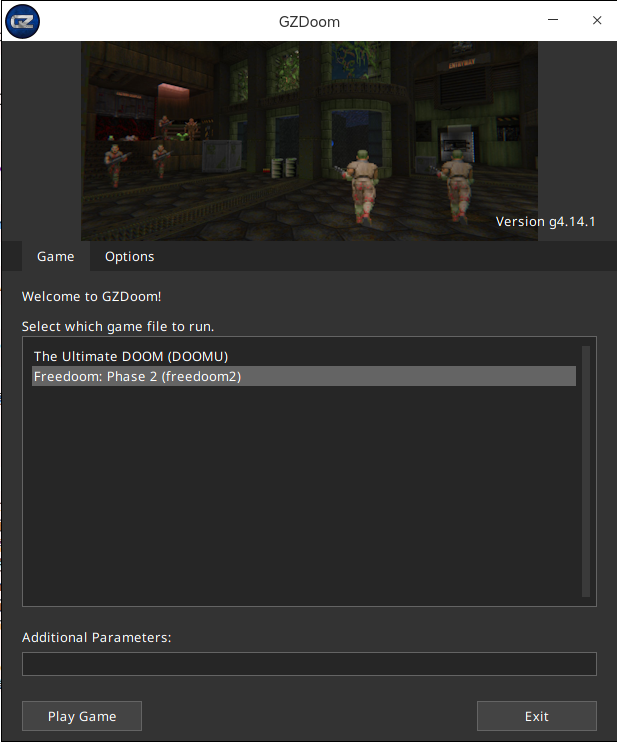 GZ
GZDoom
Version g4.14.1
Game
Options
Welcome to GZDoom!
Select which game file to run.
The Ultimate DOOM (DOOMU)
Freedoom: Phase 2 (freedoom2)
Additional Parameters:
Play Game
Exit